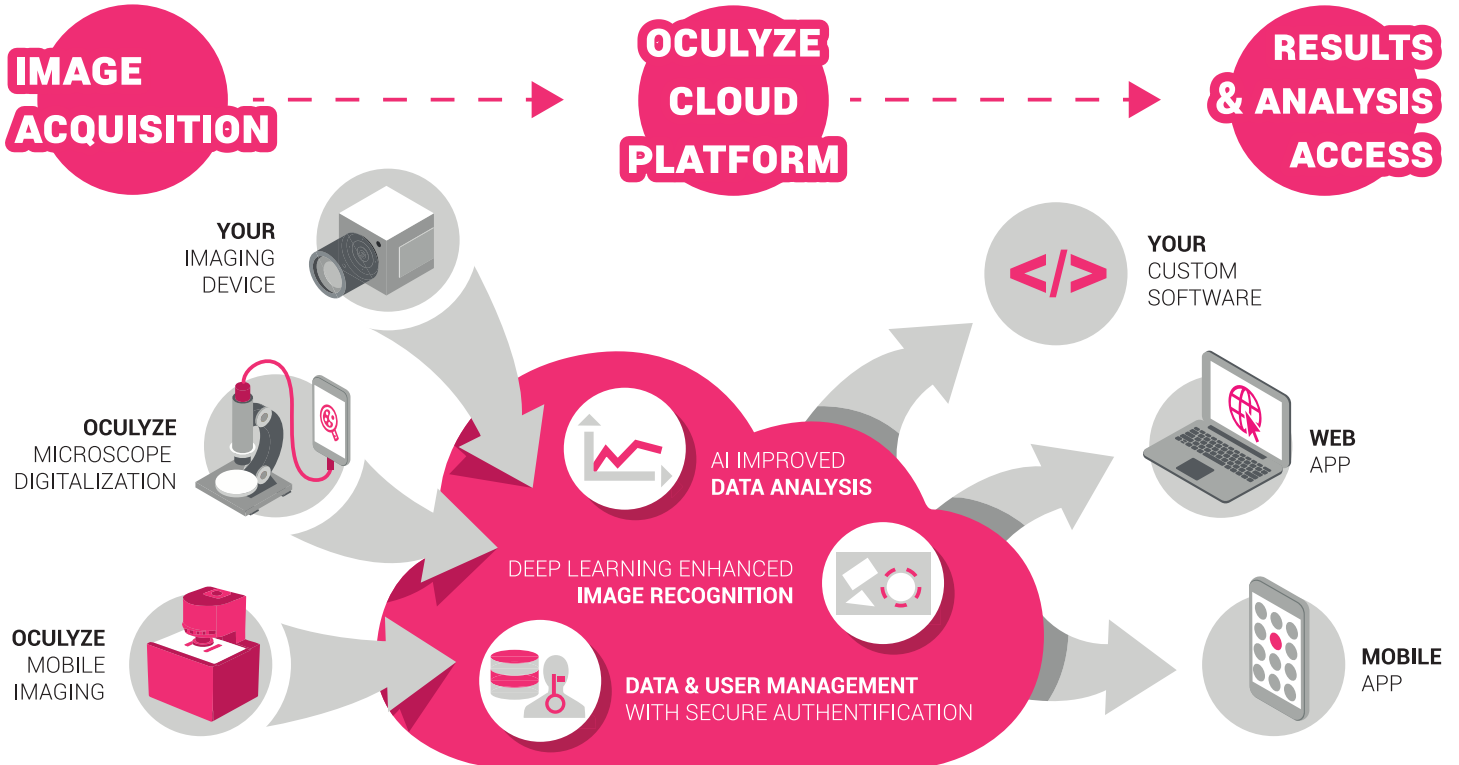 IMAGE
ACQUISITION
OCULYZE
CLOUD
PLATFORM
RESULTS
& ANALYSIS
ACCESS
YOUR
IMAGING
DEVICE
OCULYZE
MICROSCOPE
DIGITALIZATION
OCULYZE
MOBILE
IMAGING
AI IMPROVED
DATA ANALYSIS
DEEP LEARNING ENHANCED
IMAGE RECOGNITION
DATA & USER MANAGEMENT
WITH SECURE AUTHENTIFICATION
</>
YOUR
CUSTOM
SOFTWARE
WEB
APP
MOBILE
APP